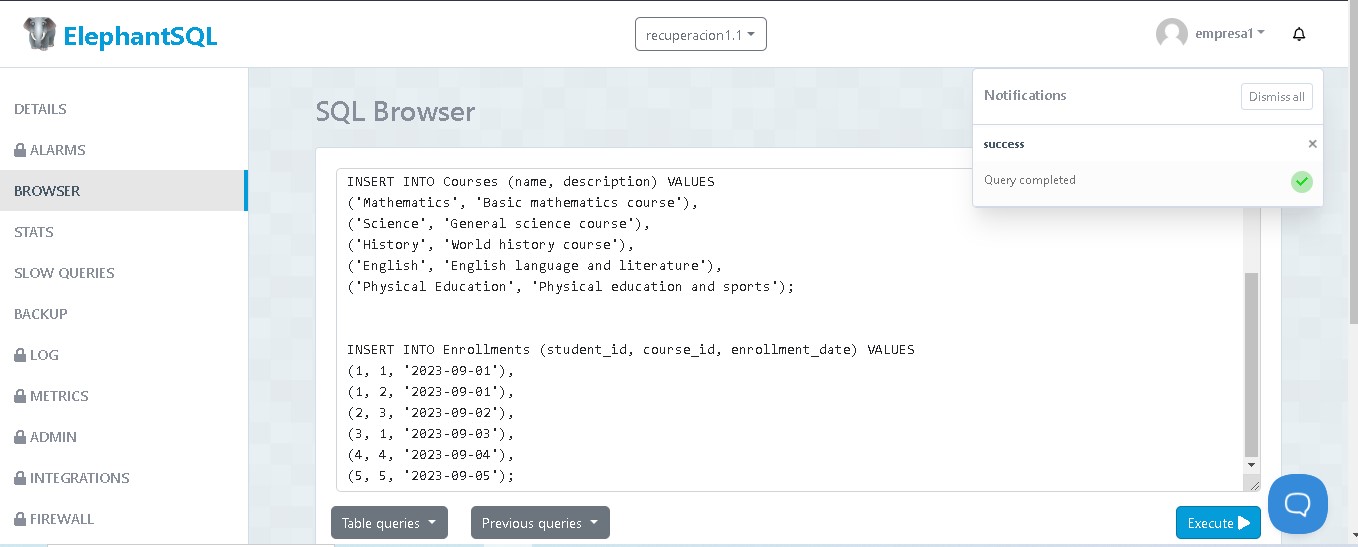 ElephantSQL
recuperacion1.1
empresa1
DETAILS
ALARMS
BROWSER
STATS
SLOW QUERIES
BACKUP
LOG
METRICS
ADMIN
INTEGRATIONS
FIREWALL
SQL Browser
Notifications
Dismiss all
success
×
Query completed
INSERT INTO Courses (name, description) VALUES
('Mathematics', 'Basic mathematics course'),
('Science', 'General science course'),
('History', 'World history course'),
('English', 'English language and literature'),
('Physical Education', 'Physical education and sports');
INSERT INTO Enrollments (student_id, course_id, enrollment_date) VALUES
(1, 1, '2023-09-01'),
(1, 2, '2023-09-01'),
(2, 3, '2023-09-02'),
(3, 1, '2023-09-03'),
(4, 4, '2023-09-04'),
(5, 5, '2023-09-05');
Table queries
Previous queries
Execute